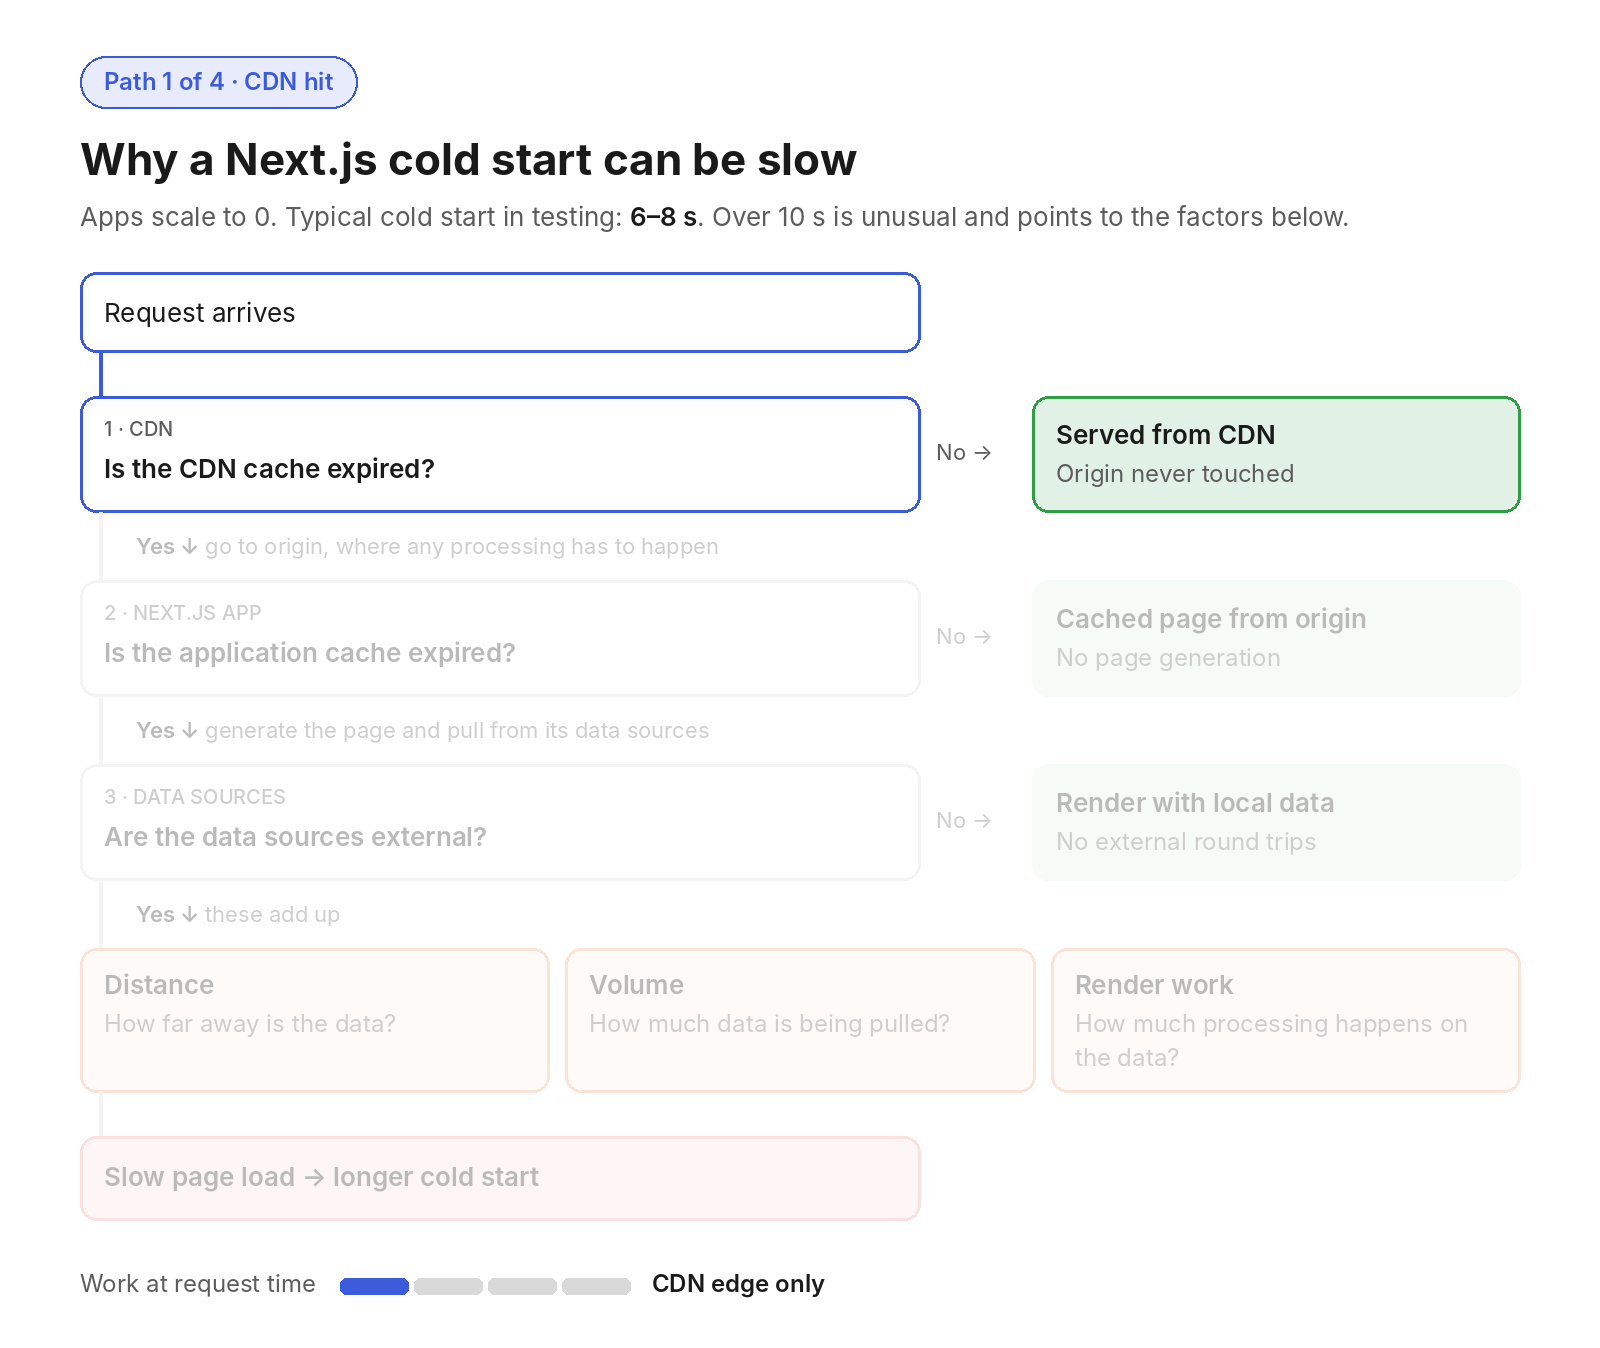 Path 1 of 4 · CDN hit
Why a Next.js cold start can be slow
Apps scale to 0. Typical cold start in testing: 6–8 s. Over 10 s is unusual and points to the factors below.
Request arrives
1 · CDN
Is the CDN cache expired?
No →
Served from CDN
Origin never touched
Yes ↓ go to origin, where any processing has to happen
2 · NEXT.JS APP
Is the application cache expired?
No →
Cached page from origin
No page generation
Yes ↓ generate the page and pull from its data sources
3 · DATA SOURCES
Are the data sources external?
No →
Render with local data
No external round trips
Yes ↓ these add up
Distance
How far away is the data?
Volume
How much data is being pulled?
Render work
How much processing happens on
the data?
Slow page load → longer cold start
Work at request time
CDN edge only